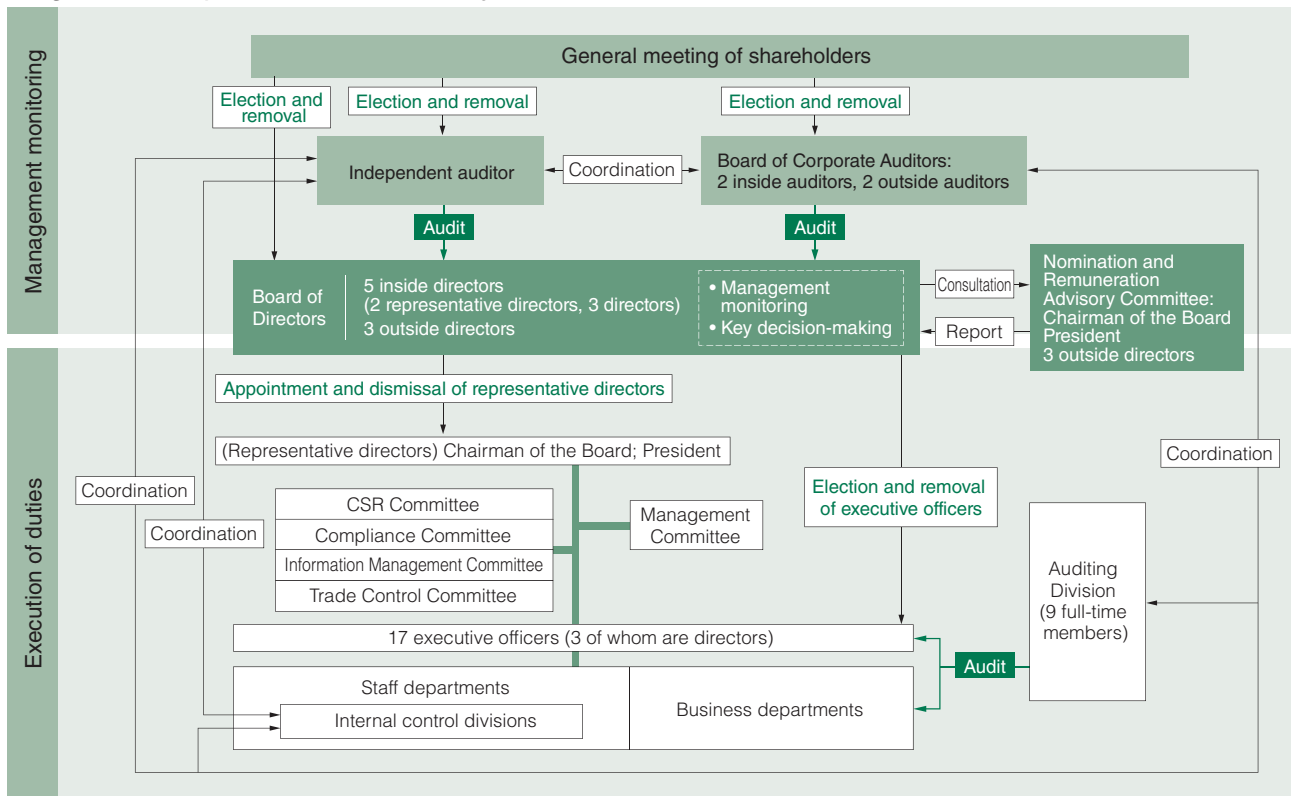 Management monitoring
General meeting of shareholders
Election and
removal
Election and removal
Election and removal
Independent auditor
Coordination
Board of Corporate Auditors:
2 inside auditors, 2 outside auditors
Audit
Audit
Board of
Directors
5 inside directors
(2 representative directors, 3 directors)
3 outside directors
• Management
monitoring
• Key decision-making
Consultation
Report
Nomination and
Remuneration
Advisory Committee:
Chairman of the Board
President
3 outside directors
Execution of duties
Appointment and dismissal of representative directors
(Representative directors) Chairman of the Board; President
Coordination
Coordination
CSR Committee
Compliance Committee
Information Management Committee
Trade Control Committee
Management
Committee
Election and removal
of executive officers
Coordination
Auditing
Division
(9 full-time
members)
17 executive officers (3 of whom are directors)
Audit
Staff departments
Internal control divisions
Business departments